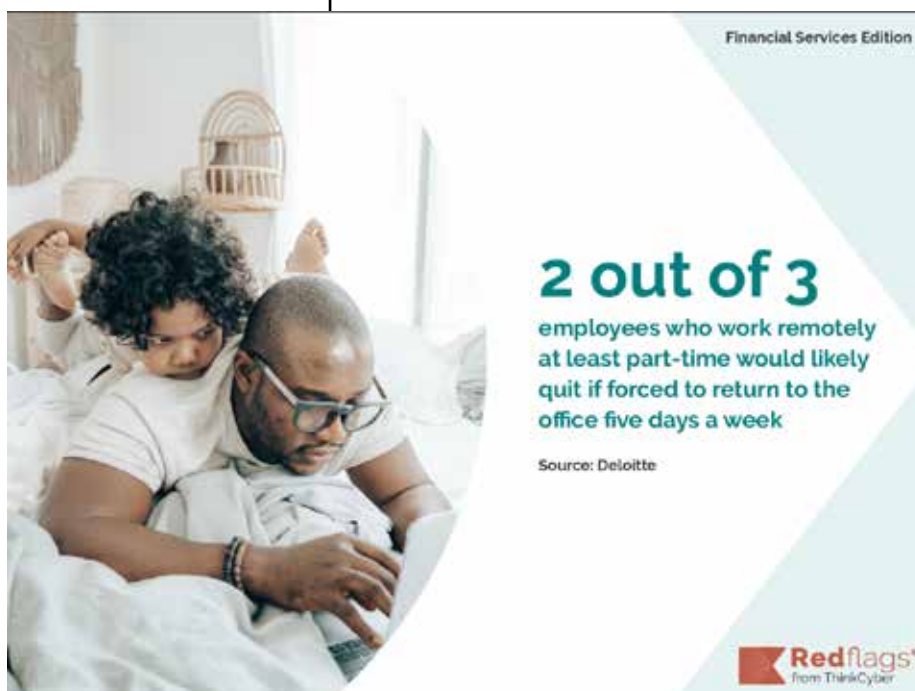 Financial Services Edition
2 out of 3
employees who work remotely
at least part-time would likely
quit if forced to return to the
office five days a week
Source: Deloitte
Redflags®
from ThinkCyber